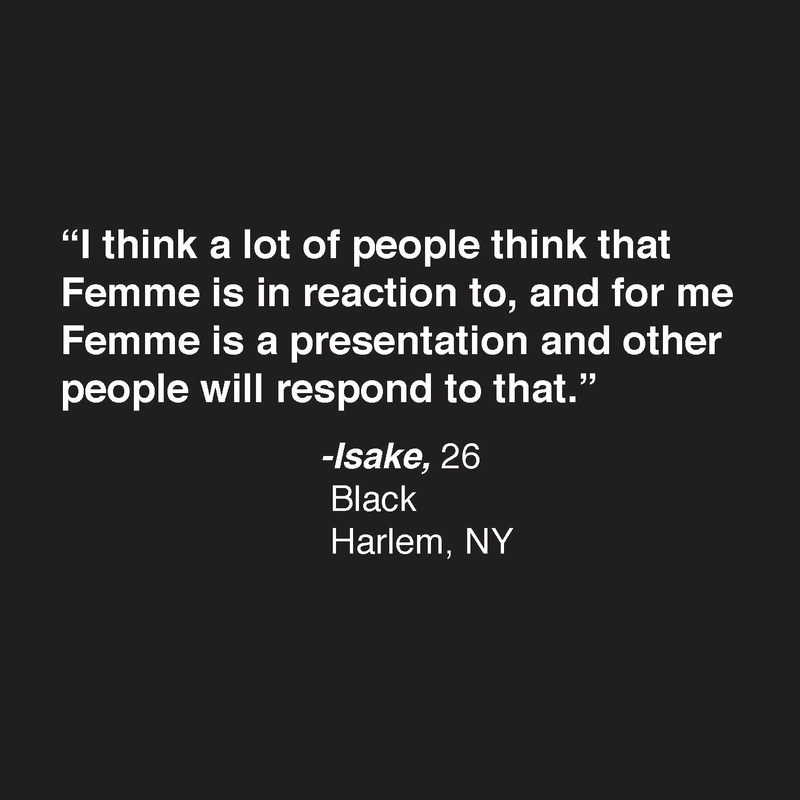 “I think a lot of people think that
Femme is in reaction to, and for me
Femme is a presentation and other
people will respond to that.”
-Isake, 26
Black
Harlem, NY